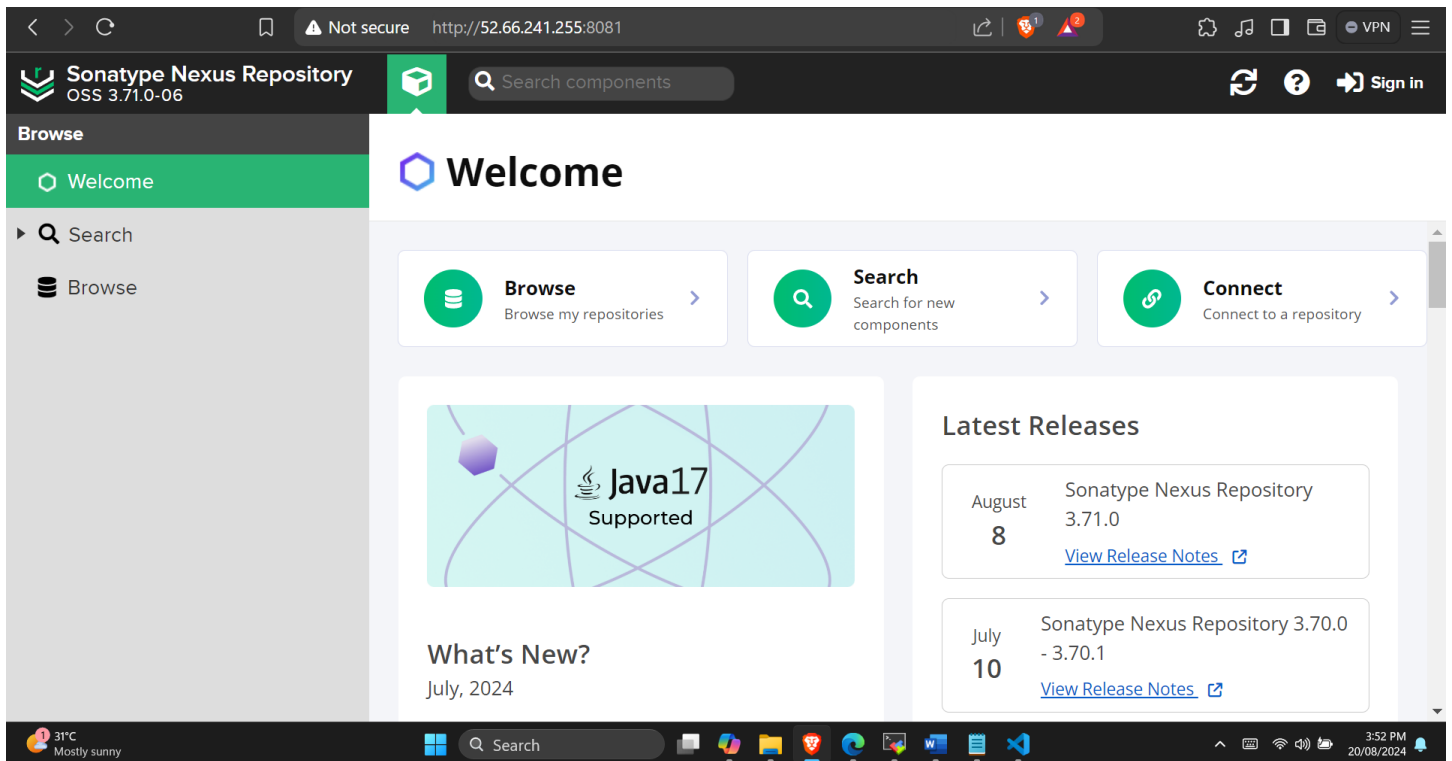 Not secure http://52.66.241.255:8081
1
2
VPN
Sonatype Nexus Repository
OSS 3.71.0-06
Search components
Sign in
Browse
Welcome
Search
Browse
Welcome
Browse
Browse my repositories
Search
Search for new
components
Connect
Connect to a repository
Java17
Supported
What's New?
July, 2024
Latest Releases
August
8
Sonatype Nexus Repository
3.71.0
View Release Notes
July
10
Sonatype Nexus Repository 3.70.0
- 3.70.1
View Release Notes
1
31°C
Mostly sunny
Search
3:52 PM
20/08/2024